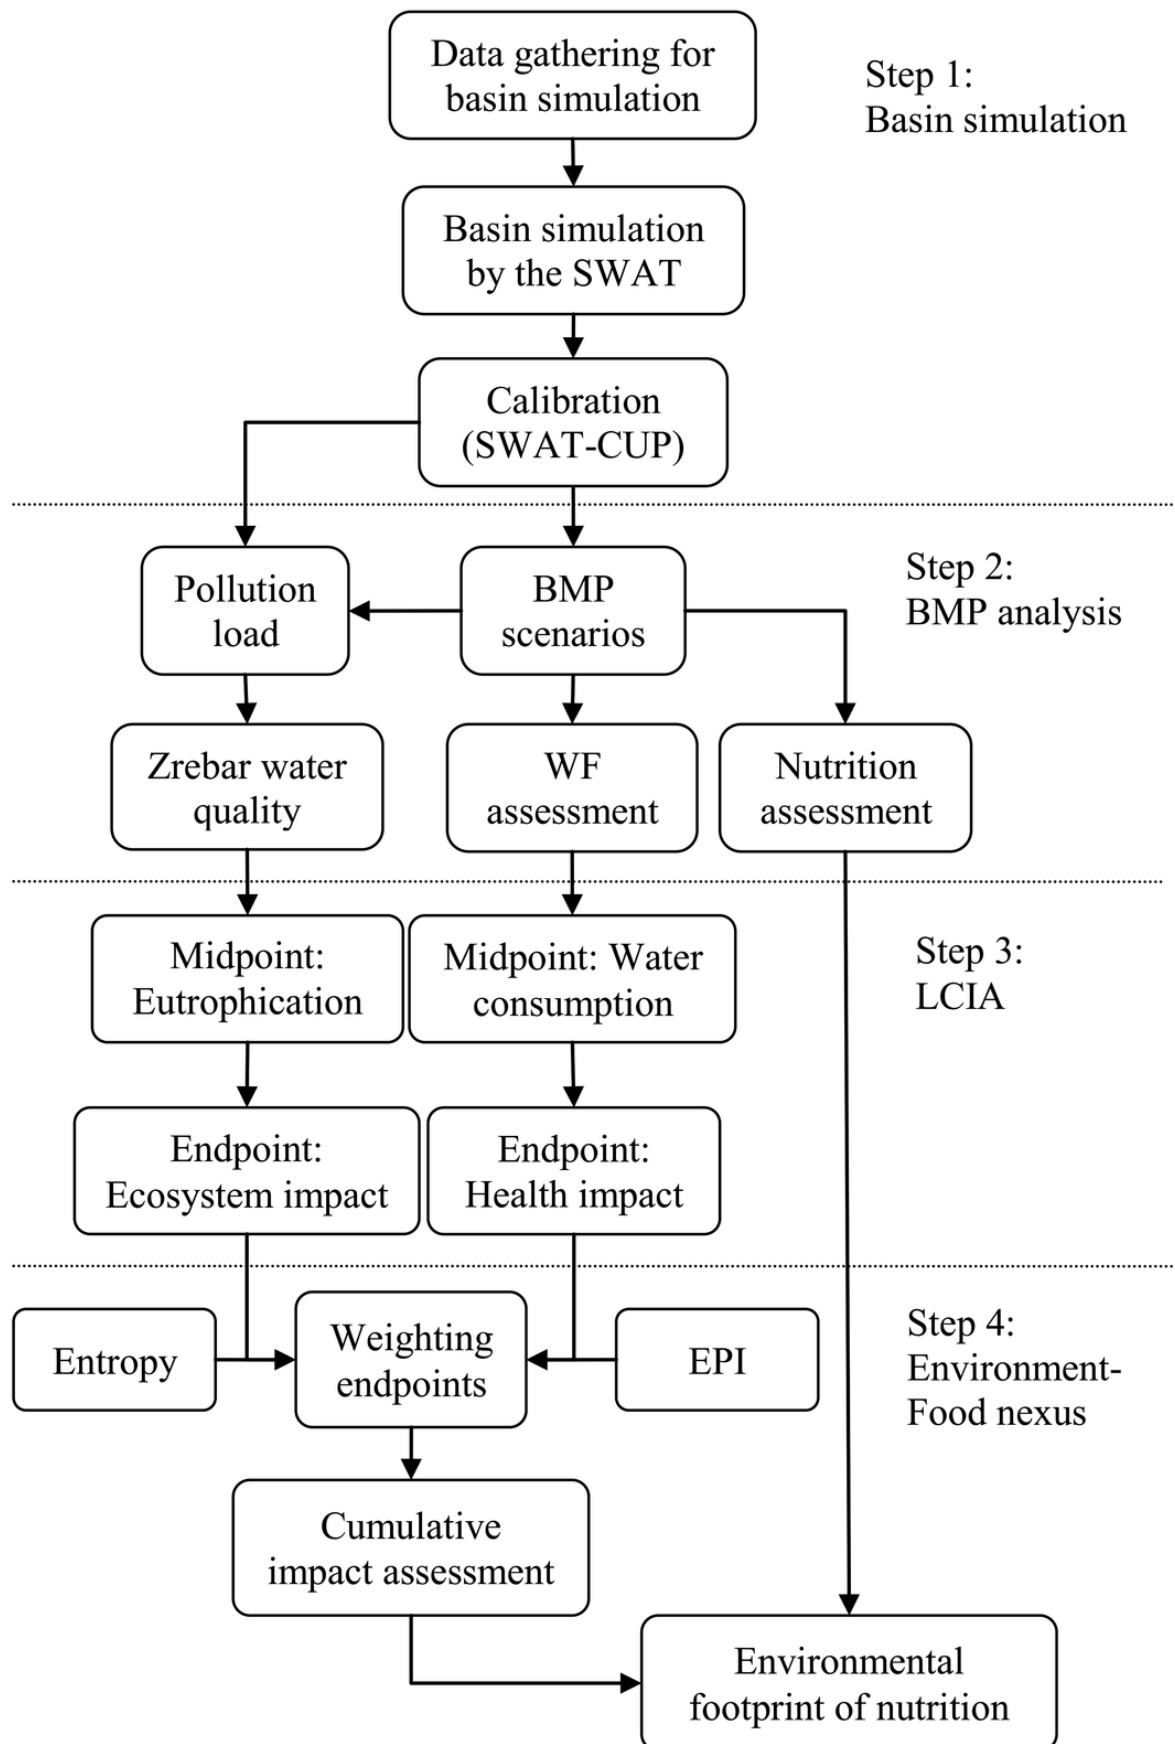 Data gathering for
basin simulation
Step 1:
Basin simulation
Basin simulation
by the SWAT
Calibration
(SWAT-CUP)
Pollution
load
BMP
scenarios
Step 2:
BMP analysis
Zrebar water
quality
WF
assessment
Nutrition
assessment
Midpoint:
Eutrophication
Midpoint: Water
consumption
Step 3:
LCIA
Endpoint:
Ecosystem impact
Endpoint:
Health impact
Entropy
Weighting
endpoints
EPI
Step 4:
Environment-
Food nexus
Cumulative
impact assessment
Environmental
footprint of nutrition